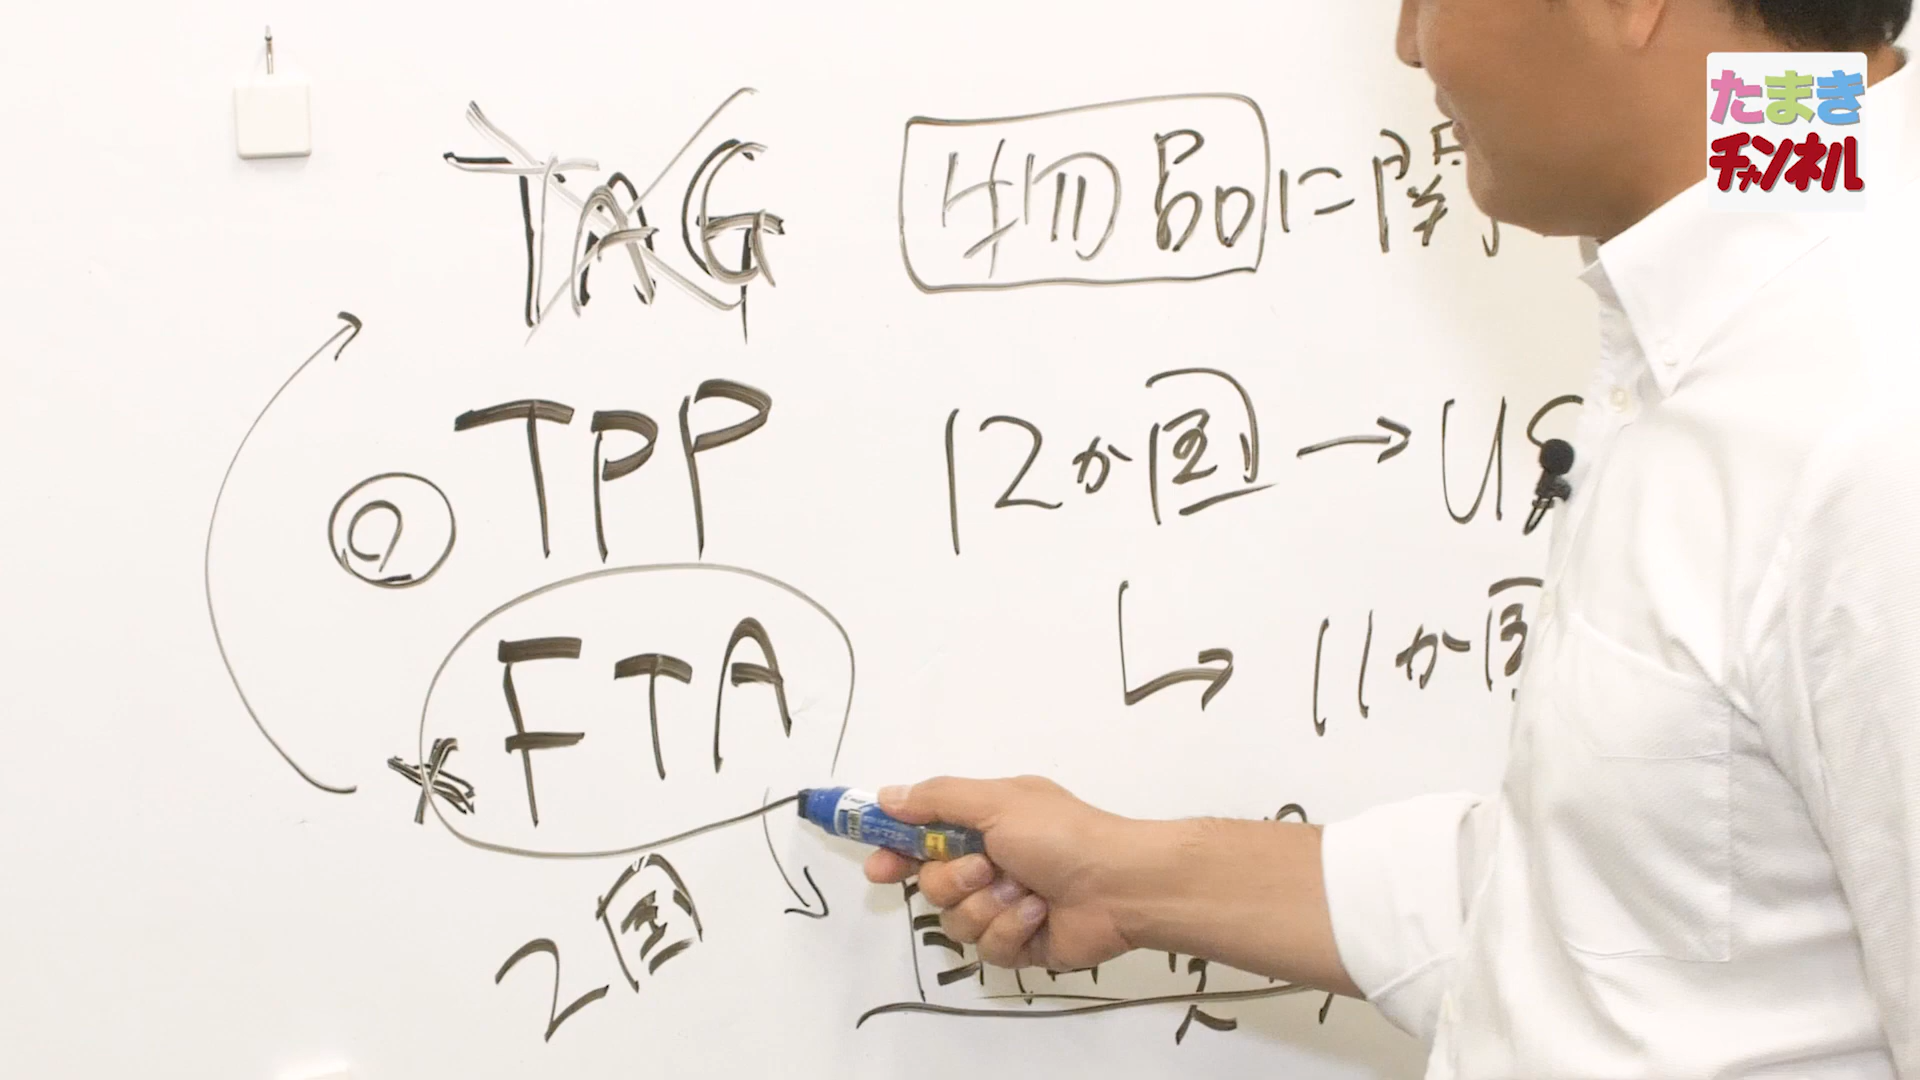 たまき
チャンネル
TAG 物品に関
② TPP 12か国→US
↳ 11か国
* FTA
2国